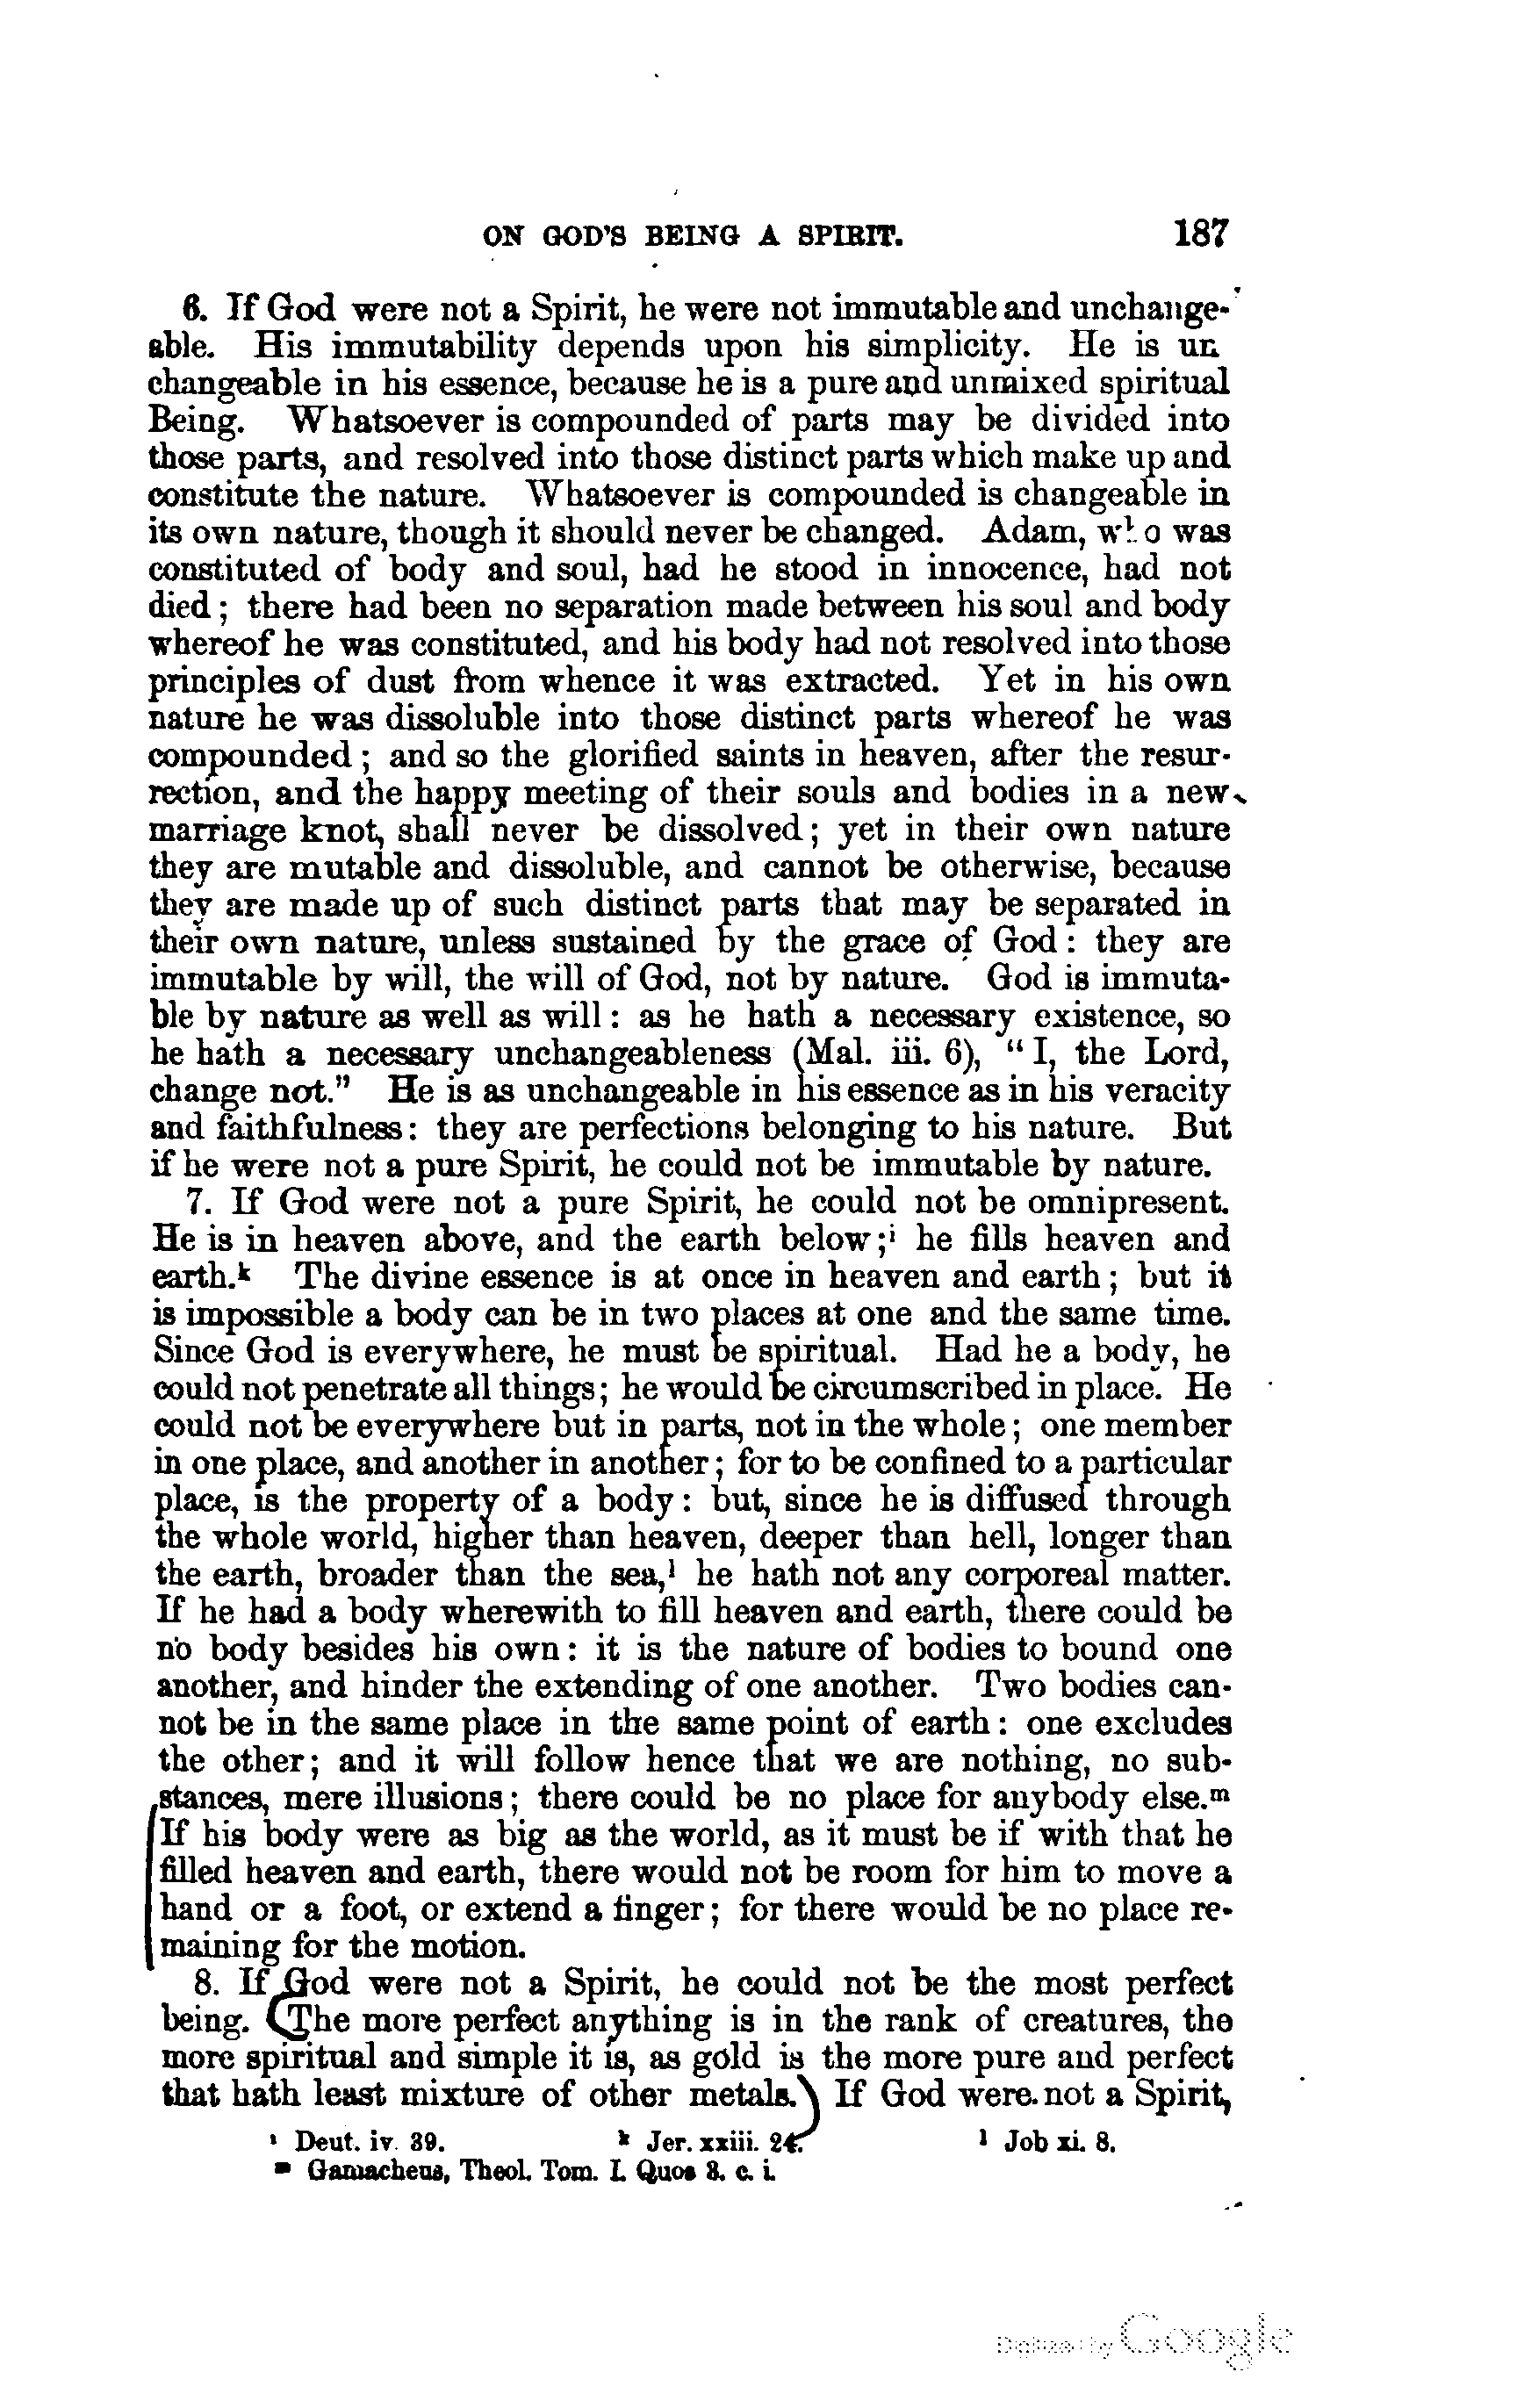 ON GOD'S BEING A SPIRIT. 187
6. If God were not a Spirit, he were not immutable and unchange-
able. His immutability depends upon his simplicity. He is un
changeable in his essence, because he is a pure and unmixed spiritual
Being. Whatsoever is compounded of parts may be divided into
those parts, and resolved into those distinct parts which make up and
constitute the nature. Whatsoever is compounded is changeable in
its own nature, though it should never be changed. Adam, who was
constituted of body and soul, had he stood in innocence, had not
died; there had been no separation made between his soul and body
whereof he was constituted, and his body had not resolved into those
principles of dust from whence it was extracted. Yet in his own
nature he was dissoluble into those distinct parts whereof he was
compounded; and so the glorified saints in heaven, after the resur-
rection, and the happy meeting of their souls and bodies in a new
marriage knot, shall never be dissolved; yet in their own nature
they are mutable and dissoluble, and cannot be otherwise, because
they are made up of such distinct parts that may be separated in
their own nature, unless sustained by the grace of God: they are
immutable by will, the will of God, not by nature. God is immuta-
ble by nature as well as will: as he hath a necessary existence, so
he hath a necessary unchangeableness (Mal. iii. 6), "I, the Lord,
change not." He is as unchangeable in his essence as in his veracity
and faithfulness: they are perfections belonging to his nature. But
if he were not a pure Spirit, he could not be immutable by nature.
7. If God were not a pure Spirit, he could not be omnipresent.
He is in heaven above, and the earth below;i he fills heaven and
earth.k The divine essence is at once in heaven and earth; but it
is impossible a body can be in two places at one and the same time.
Since God is everywhere, he must be spiritual. Had he a body, he
could not penetrate all things; he would be circumscribed in place. He
could not be everywhere but in parts, not in the whole; one member
in one place, and another in another; for to be confined to a particular
place, is the property of a body: but, since he is diffused through
the whole world, higher than heaven, deeper than hell, longer than
the earth, broader than the sea,l he hath not any corporeal matter.
If he had a body wherewith to fill heaven and earth, there could be
no body besides his own: it is the nature of bodies to bound one
another, and hinder the extending of one another. Two bodies can-
not be in the same place in the same point of earth: one excludes
the other; and it will follow hence that we are nothing, no sub-
stances, mere illusions; there could be no place for anybody else.m
If his body were as big as the world, as it must be if with that he
filled heaven and earth, there would not be room for him to move a
hand or a foot, or extend a finger; for there would be no place re-
maining for the motion.
8. If God were not a Spirit, he could not be the most perfect
being. The more perfect anything is in the rank of creatures, the
more spiritual and simple it is, as gold is the more pure and perfect
that hath least mixture of other metals. If God were not a Spirit,
i Deut. iv. 39. k Jer. xxiii. 24. l Job xi. 8.
m Gamacheus, Theol. Tom. I. Quos 3. c. i.
Digitized by Google